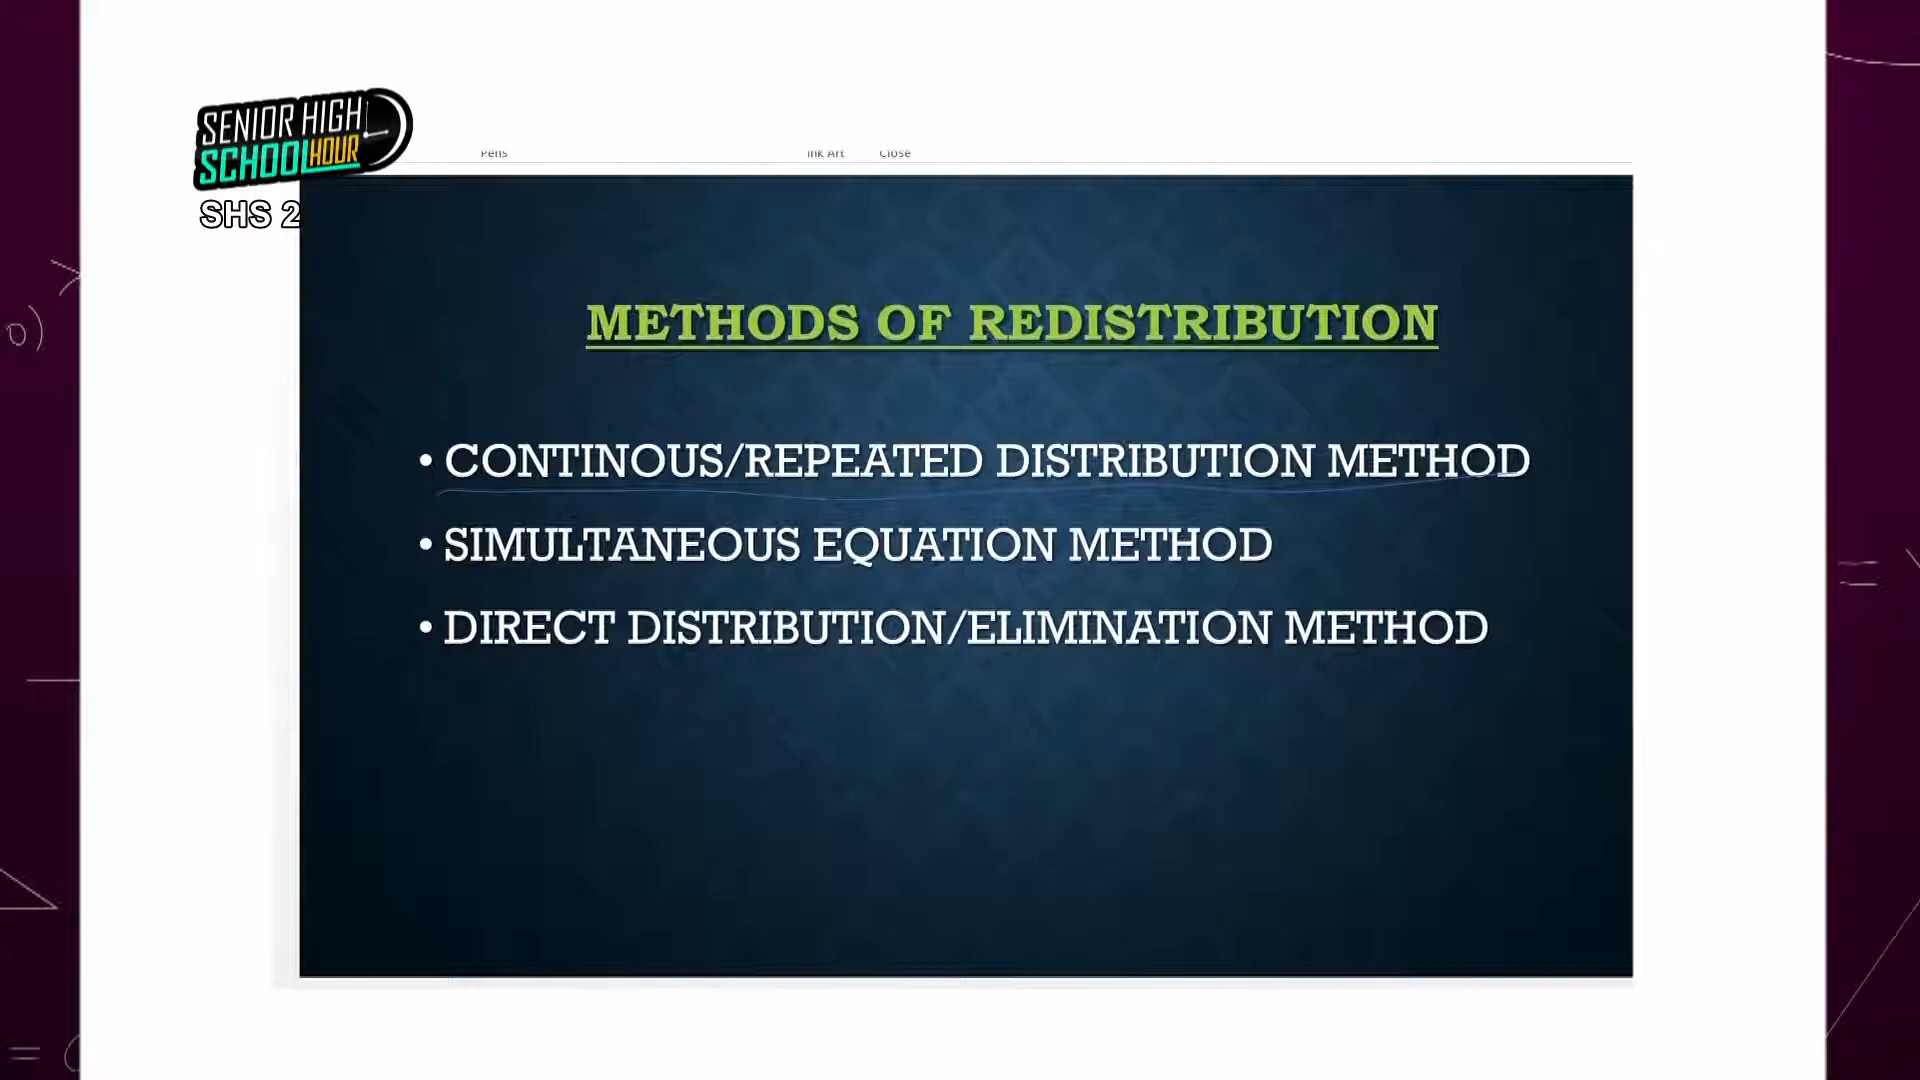 SENIOR HIGH
SCHOOL HOUR
SHS 2
Pens Ink Art Close
METHODS OF REDISTRIBUTION
• CONTINOUS/REPEATED DISTRIBUTION METHOD
• SIMULTANEOUS EQUATION METHOD
• DIRECT DISTRIBUTION/ELIMINATION METHOD
o)
=
=